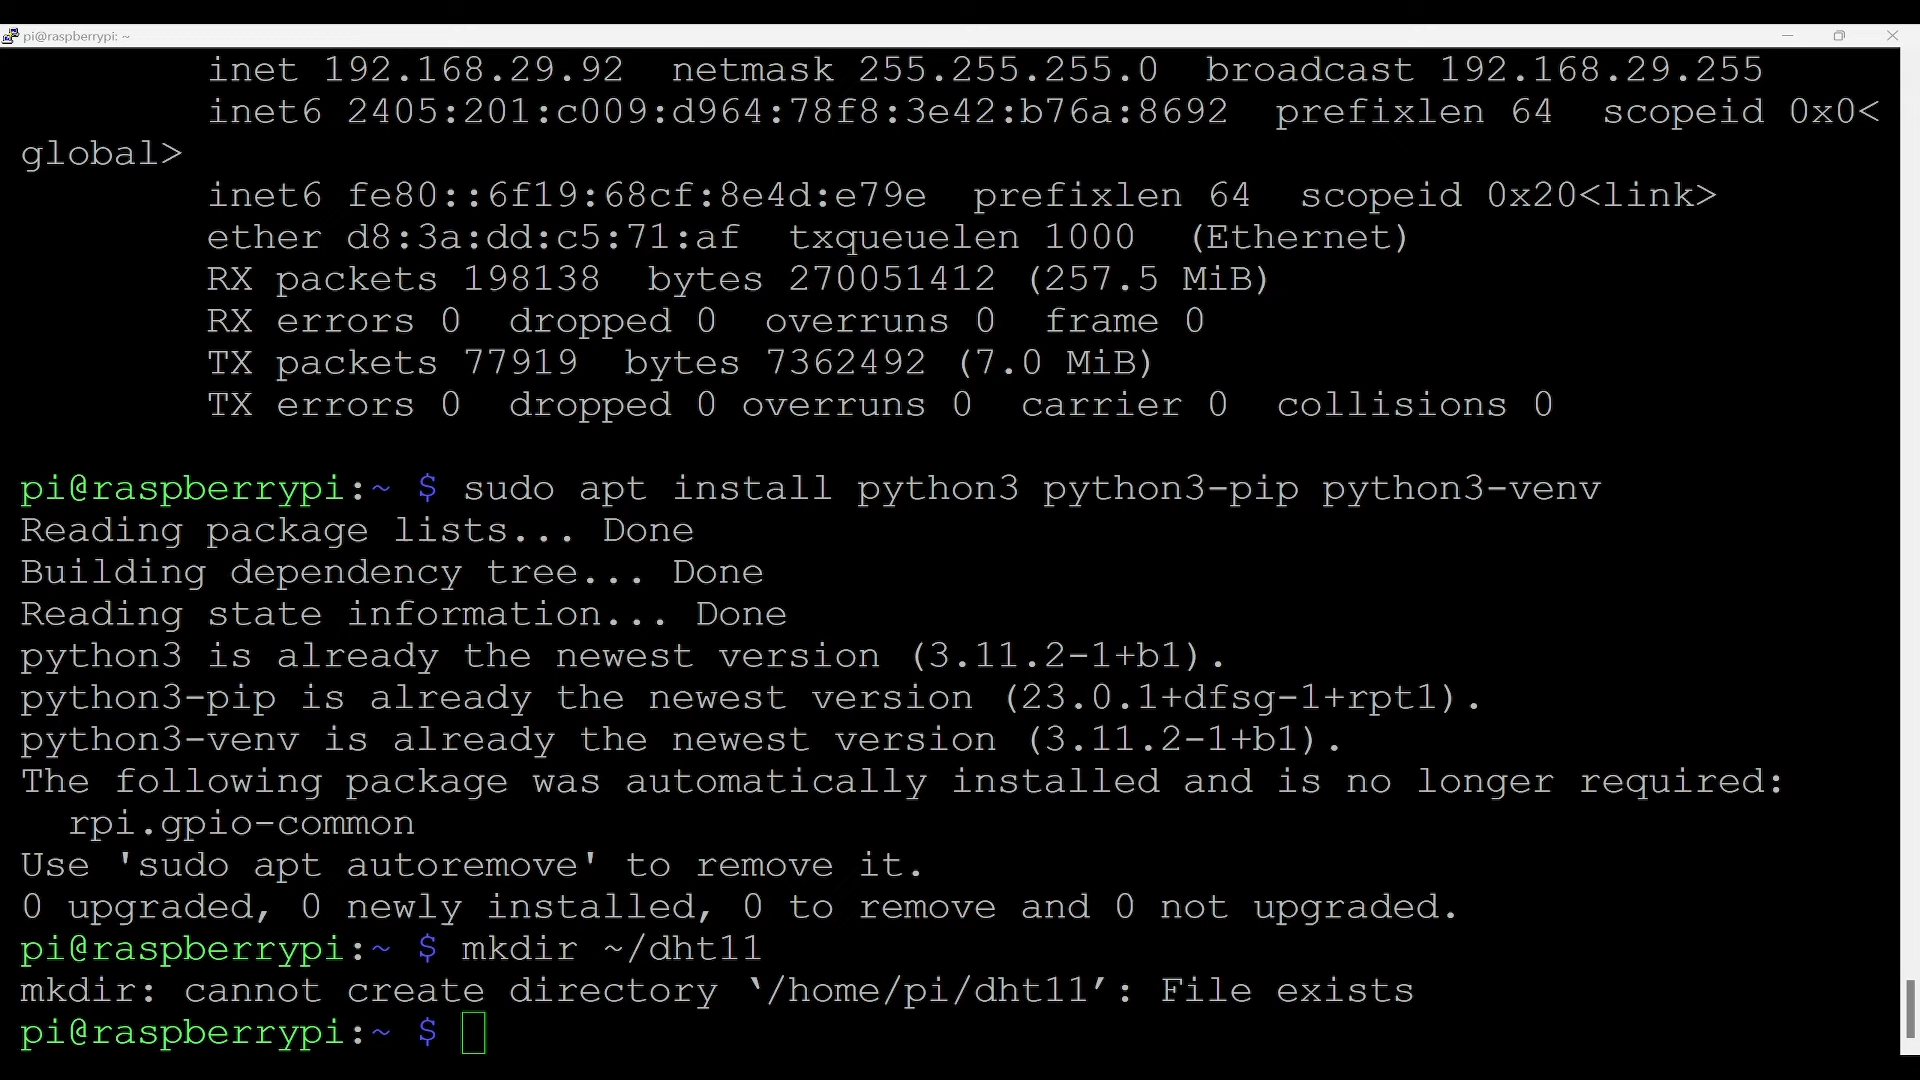 pi@raspberrypi: ~
inet 192.168.29.92  netmask 255.255.255.0  broadcast 192.168.29.255
inet6 2405:201:c009:d964:78f8:3e42:b76a:8692  prefixlen 64  scopeid 0x0<
global>
inet6 fe80::6f19:68cf:8e4d:e79e  prefixlen 64  scopeid 0x20<link>
ether d8:3a:dd:c5:71:af  txqueuelen 1000  (Ethernet)
RX packets 198138  bytes 270051412 (257.5 MiB)
RX errors 0  dropped 0  overruns 0  frame 0
TX packets 77919  bytes 7362492 (7.0 MiB)
TX errors 0  dropped 0 overruns 0  carrier 0  collisions 0
pi@raspberrypi:~ $ sudo apt install python3 python3-pip python3-venv
Reading package lists... Done
Building dependency tree... Done
Reading state information... Done
python3 is already the newest version (3.11.2-1+b1).
python3-pip is already the newest version (23.0.1+dfsg-1+rpt1).
python3-venv is already the newest version (3.11.2-1+b1).
The following package was automatically installed and is no longer required:
rpi.gpio-common
Use 'sudo apt autoremove' to remove it.
0 upgraded, 0 newly installed, 0 to remove and 0 not upgraded.
pi@raspberrypi:~ $ mkdir ~/dht11
mkdir: cannot create directory ‘/home/pi/dht11’: File exists
pi@raspberrypi:~ $